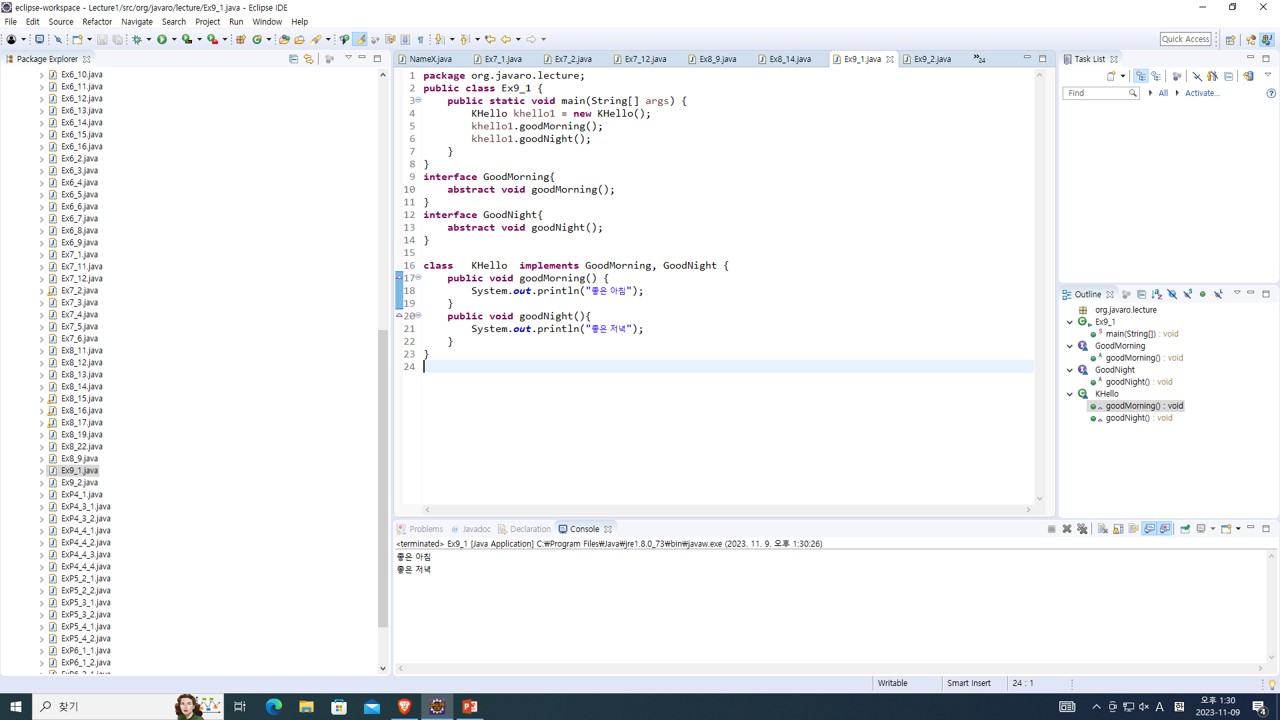 eclipse-workspace - Lecture1/src/org/javaro/lecture/Ex9_1.java - Eclipse IDE
File Edit Source Refactor Navigate Search Project Run Window Help
Quick Access
Package Explorer
Ex6_10.java
Ex6_11.java
Ex6_12.java
Ex6_13.java
Ex6_14.java
Ex6_15.java
Ex6_16.java
Ex6_2.java
Ex6_3.java
Ex6_4.java
Ex6_5.java
Ex6_6.java
Ex6_7.java
Ex6_8.java
Ex6_9.java
Ex7_1.java
Ex7_11.java
Ex7_12.java
Ex7_2.java
Ex7_3.java
Ex7_4.java
Ex7_5.java
Ex7_6.java
Ex8_11.java
Ex8_12.java
Ex8_13.java
Ex8_14.java
Ex8_15.java
Ex8_16.java
Ex8_17.java
Ex8_19.java
Ex8_22.java
Ex8_9.java
Ex9_1.java
Ex9_2.java
ExP4_1.java
ExP4_3_1.java
ExP4_3_2.java
ExP4_4_1.java
ExP4_4_2.java
ExP4_4_3.java
ExP4_4_4.java
ExP5_2_1.java
ExP5_2_2.java
ExP5_3_1.java
ExP5_3_2.java
ExP5_4_1.java
ExP5_4_2.java
ExP6_1_1.java
ExP6_1_2.java
NameX.java Ex7_1.java Ex7_2.java Ex7_12.java Ex8_9.java Ex8_14.java Ex9_1.java Ex9_2.java 24
1 package org.javaro.lecture;
2 public class Ex9_1 {
3 public static void main(String[] args) {
4 KHello khello1 = new KHello();
5 khello1.goodMorning();
6 khello1.goodNight();
7 }
8 }
9 interface GoodMorning{
10 abstract void goodMorning();
11 }
12 interface GoodNight{
13 abstract void goodNight();
14 }
15
16 class KHello implements GoodMorning, GoodNight {
17 public void goodMorning() {
18 System.out.println("좋은 아침");
19 }
20 public void goodNight(){
21 System.out.println("좋은 저녁");
22 }
23 }
24
Task List
Find All Activate...
Outline
org.javaro.lecture
Ex9_1
main(String[]) : void
GoodMorning
goodMorning() : void
GoodNight
goodNight() : void
KHello
goodMorning() : void
goodNight() : void
Problems Javadoc Declaration Console
<terminated> Ex9_1 [Java Application] C:₩Program Files₩Java₩jre1.8.0_73₩bin₩javaw.exe (2023. 11. 9. 오후 1:30:26)
좋은 아침
좋은 저녁
Writable Smart Insert 24 : 1
찾기
A
오후 1:30
2023-11-09
4